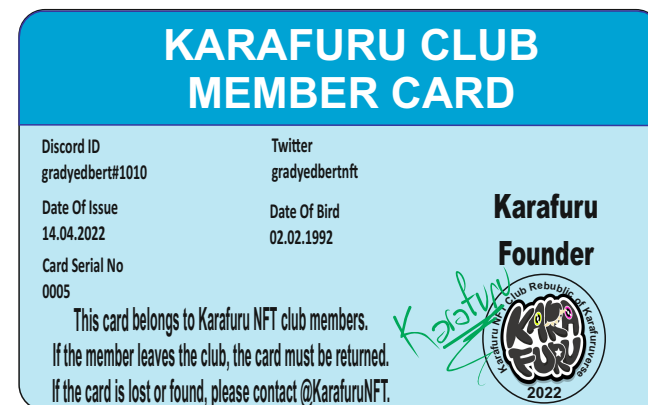 KARAFURU CLUB
MEMBER CARD
Discord ID
gradyedbert#1010
Twitter
gradyedbertnft
Date Of Issue
14.04.2022
Date Of Bird
02.02.1992
Card Serial No
0005
Karafuru
Founder
Karafuru
Karafuru NFT Club Rebublic of Karafuruverse
KARA
FURU
2022
This card belongs to Karafuru NFT club members.
If the member leaves the club, the card must be returned.
If the card is lost or found, please contact @KarafuruNFT.